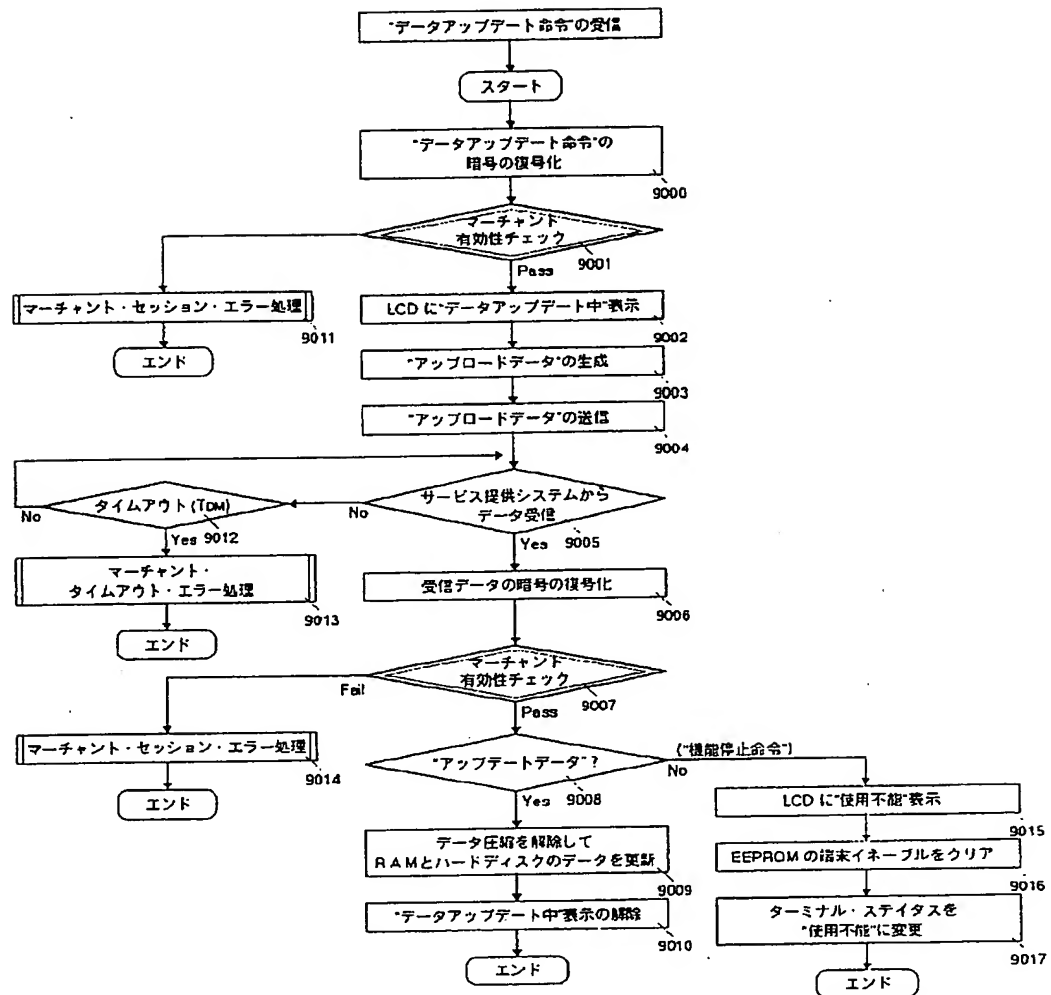 "データアップデート命令"の受信
スタート
"データアップデート命令"の
暗号の復号化
9000
マーチャント
有効性チェック
9001
Pass
マーチャント・セッション・エラー処理
9011
エンド
LCDに"データアップデート中"表示
9002
"アップロードデータ"の生成
9003
"アップロードデータ"の送信
9004
サービス提供システムから
データ受信
9005
No
タイムアウト(TDM)
9012
No
Yes
マーチャント・
タイムアウト・エラー処理
9013
エンド
Yes
受信データの暗号の復号化
9006
マーチャント
有効性チェック
9007
Fail
Pass
マーチャント・セッション・エラー処理
9014
エンド
"アップデートデータ"?
9008
("機能停止命令")
No
Yes
データ圧縮を解除して
RAMとハードディスクのデータを更新
9009
"データアップデート中"表示の解除
9010
エンド
LCDに"使用不能"表示
9015
EEPROMの端末イネーブルをクリア
9016
ターミナル・ステイタスを
"使用不能"に変更
9017
エンド